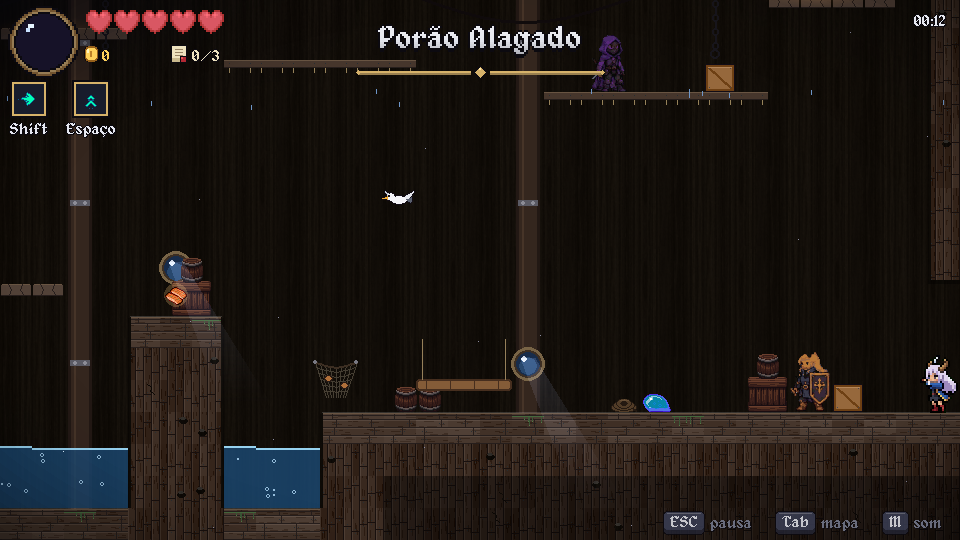 0
0/3
Porão Alagado
00:12
Shift
Espaço
ESC pausa
Tab mapa
M som